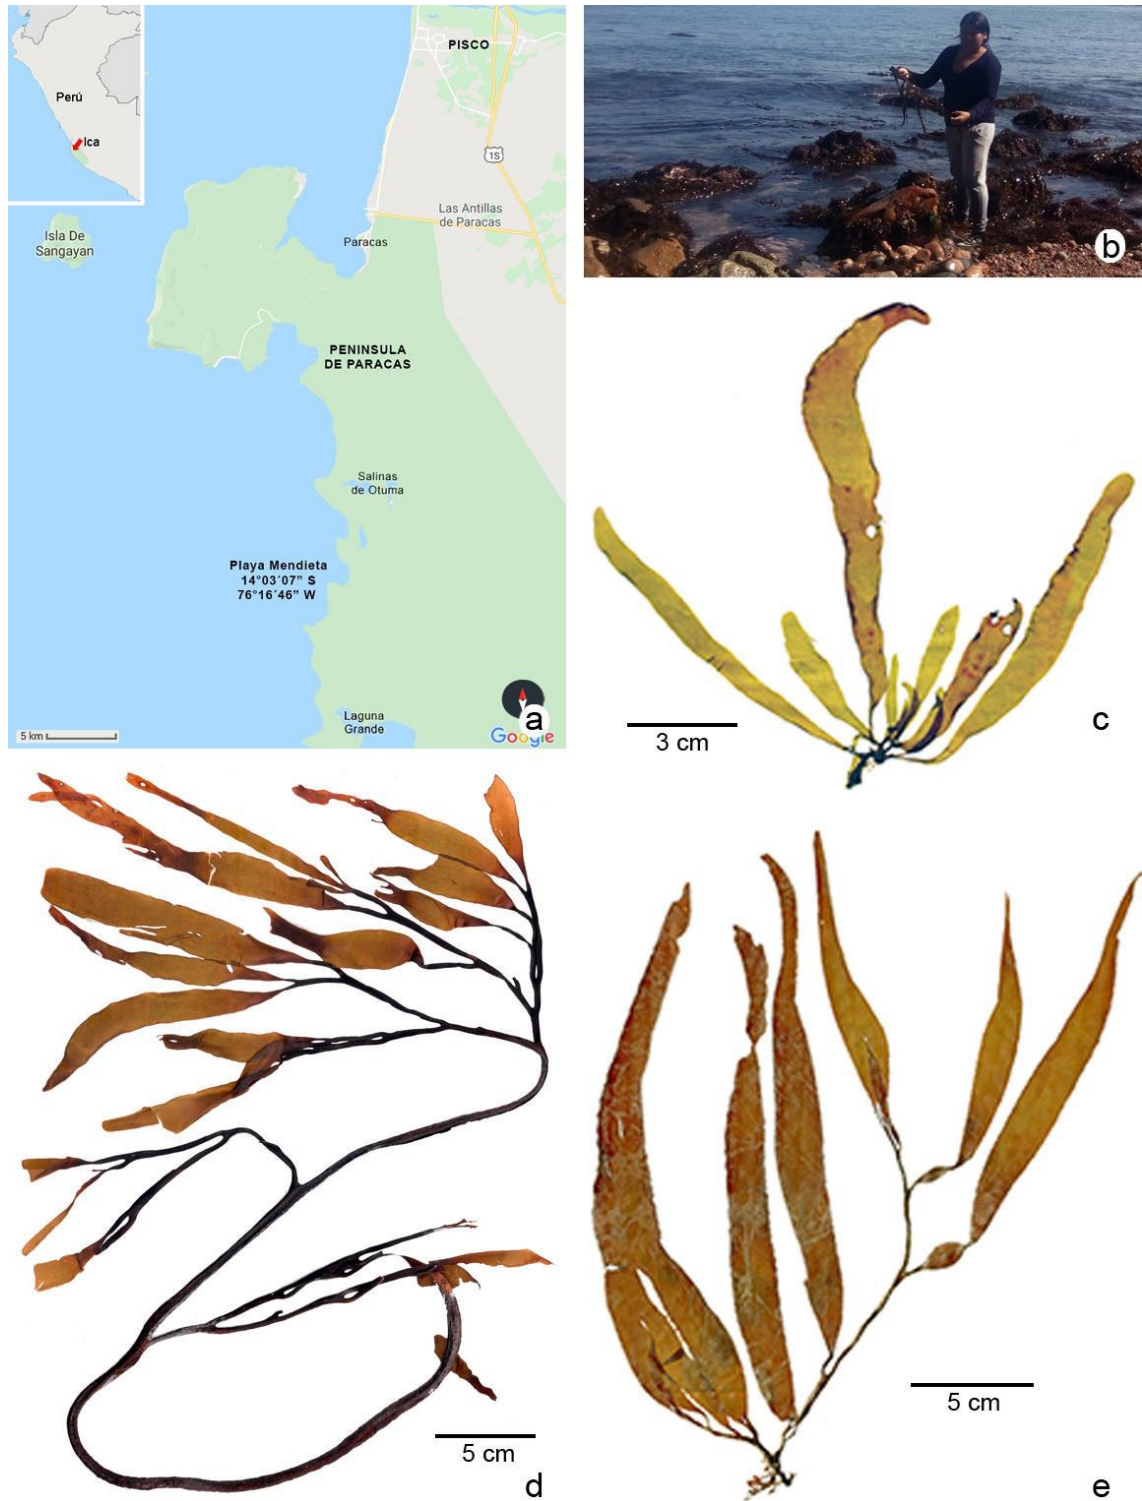 Perú
Ica
PISCO
1S
Las Antillas
de Paracas
Isla De
Sangayan
Paracas
PENINSULA
DE PARACAS
Salinas
de Otuma
Playa Mendieta
14°03´07” S
76°16´46” W
Laguna
Grande
5 km
Google
a
b
3 cm
c
5 cm
d
5 cm
e